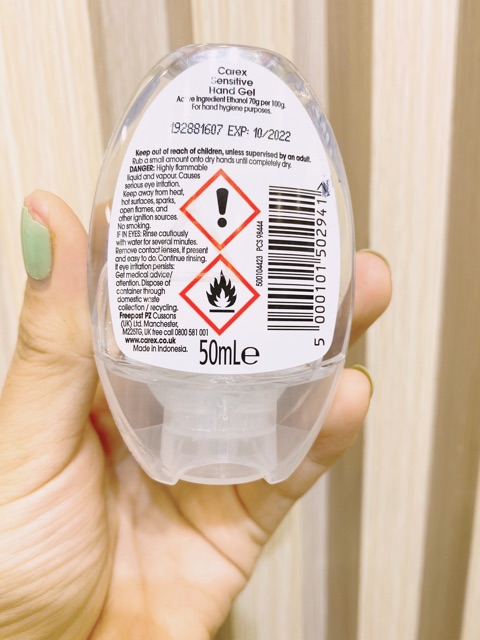 Carex
Sensitive
Hand Gel
Active Ingredient Ethanol 70g per 100g.
For hand hygiene purposes.
192881607 EXP: 10/2022
Keep out of reach of children, unless supervised by an adult.
Rub a small amount onto dry hands until completely dry.
DANGER: Highly flammable
liquid and vapour. Causes
serious eye irritation.
Keep away from heat,
hot surfaces, sparks,
open flames, and
other ignition sources.
No smoking.
IF IN EYES: Rinse cautiously
with water for several minutes.
Remove contact lenses, if present
and easy to do. Continue rinsing.
If eye irritation persists:
Get medical advice/
attention. Dispose of
container through
domestic waste
collection / recycling.
Freepost PZ Cussons
(UK) Ltd. Manchester,
M225TG, UK free call 0800 581 001
www.carex.co.uk
Made in Indonesia.
50mLe
500104423 PCS 98444
5 000101 502941